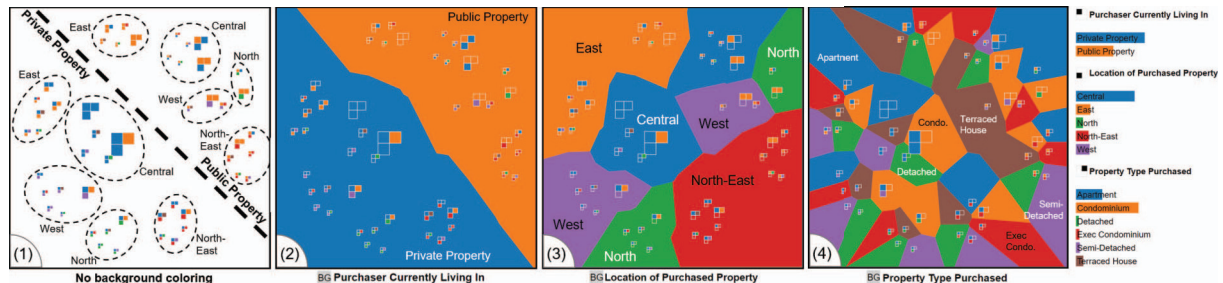 East
Central
Private Property
North
East
West
North-
East
Central
Public Property
West
North
North-
East
(1)
No background coloring
Public Property
Private Property
(2)
BG Purchaser Currently Living In
East
North
Central
West
North-East
West
North
(3)
BG Location of Purchased Property
Apartment
Condo.
Terraced
House
Detached
Semi-
Detached
Exec
Condo.
(4)
BG Property Type Purchased
Purchaser Currently Living In
Private Property
Public Property
Location of Purchased Property
Central
East
North
North-East
West
Property Type Purchased
Apartment
Condominium
Detached
Exec Condominium
Semi-Detached
Terraced House